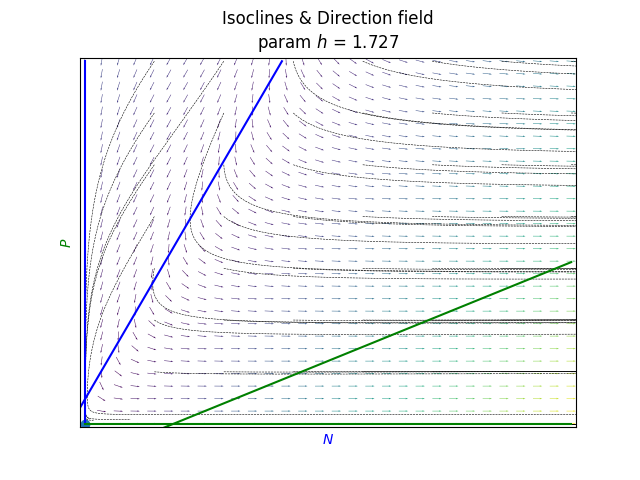 Isoclines & Direction field
param h = 1.727
P
N